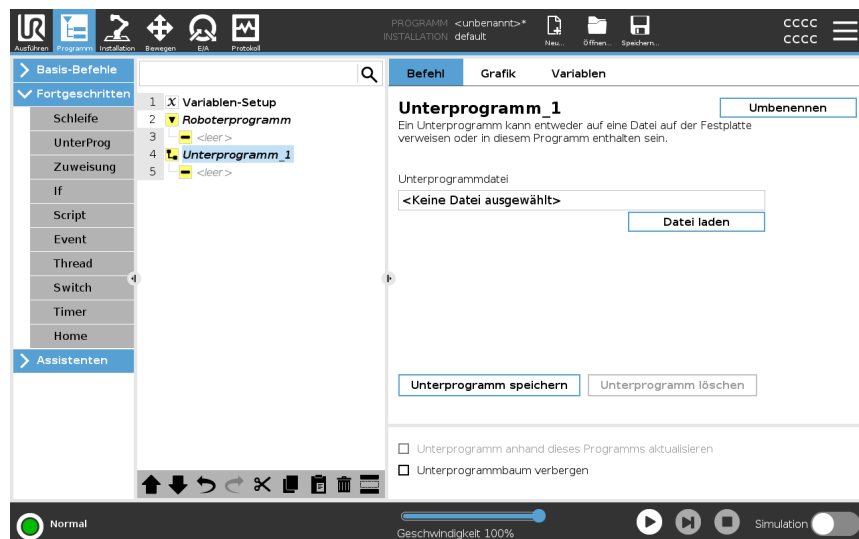 UR
PROGRAMM <unbenannt>*
INSTALLATION default
CCCC
CCCC
Ausführen Programm Installation Bewegen E/A Protokoll Neu... Öffnen... Speichern...
Basis-Befehle
Fortgeschritten
Schleife
UnterProg
Zuweisung
If
Script
Event
Thread
Switch
Timer
Home
Assistenten
1 X Variablen-Setup
2 Roboterprogramm
3 <leer>
4 Unterprogramm_1
5 <leer>
Befehl Grafik Variablen
Unterprogramm_1
Umbenennen
Ein Unterprogramm kann entweder auf eine Datei auf der Festplatte
verweisen oder in diesem Programm enthalten sein.
Unterprogrammdatei
<Keine Datei ausgewählt>
Datei laden
Unterprogramm speichern Unterprogramm löschen
Unterprogramm anhand dieses Programms aktualisieren
Unterprogrammbaum verbergen
Normal
Geschwindigkeit 100%
Simulation